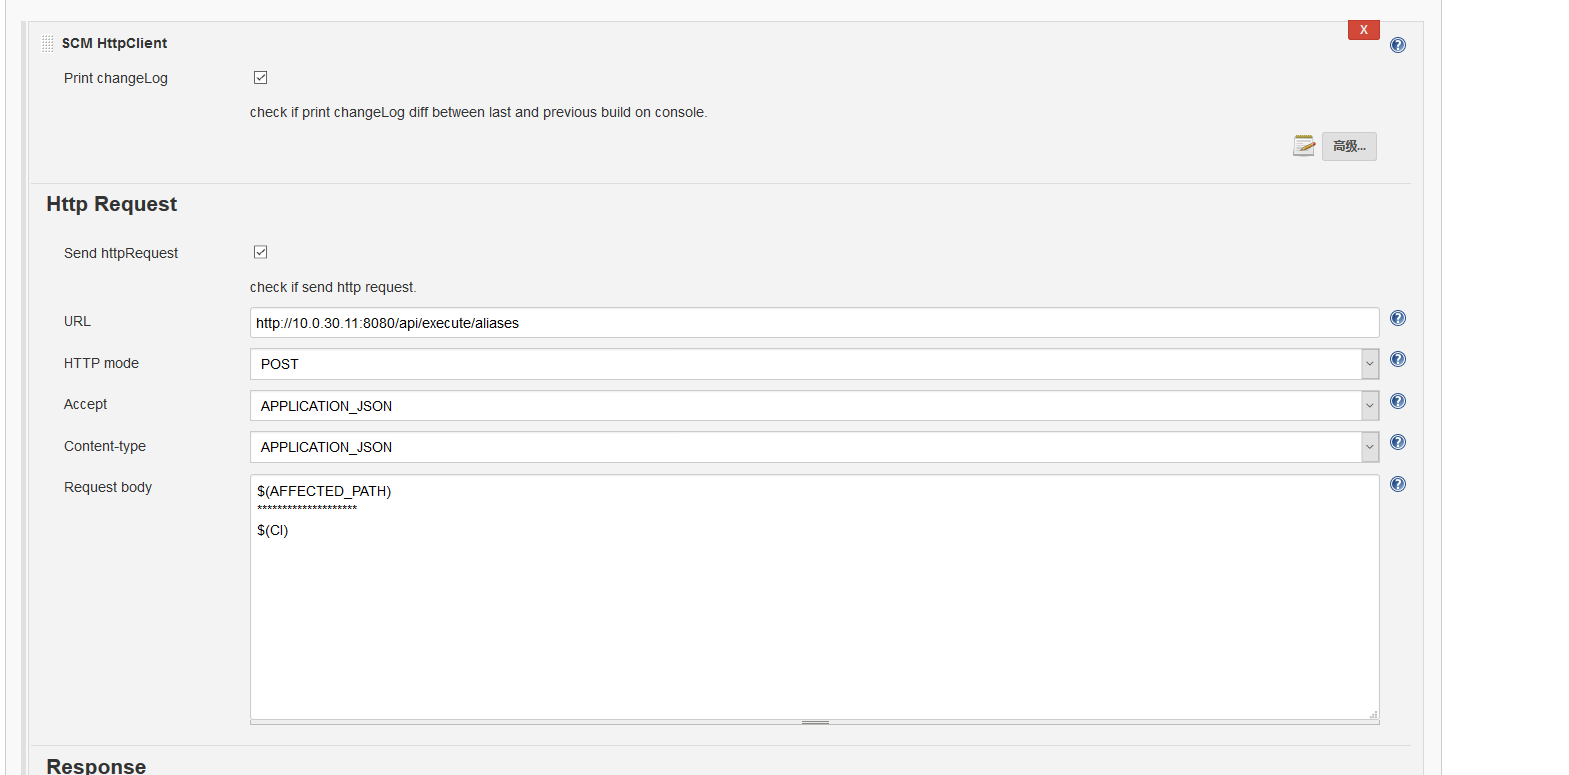 SCM HttpClient
X
Print changeLog
check if print changeLog diff between last and previous build on console.
高级...
Http Request
Send httpRequest
check if send http request.
URL
http://10.0.30.11:8080/api/execute/aliases
HTTP mode
POST
Accept
APPLICATION_JSON
Content-type
APPLICATION_JSON
Request body
$(AFFECTED_PATH)
********************
$(CI)
Response